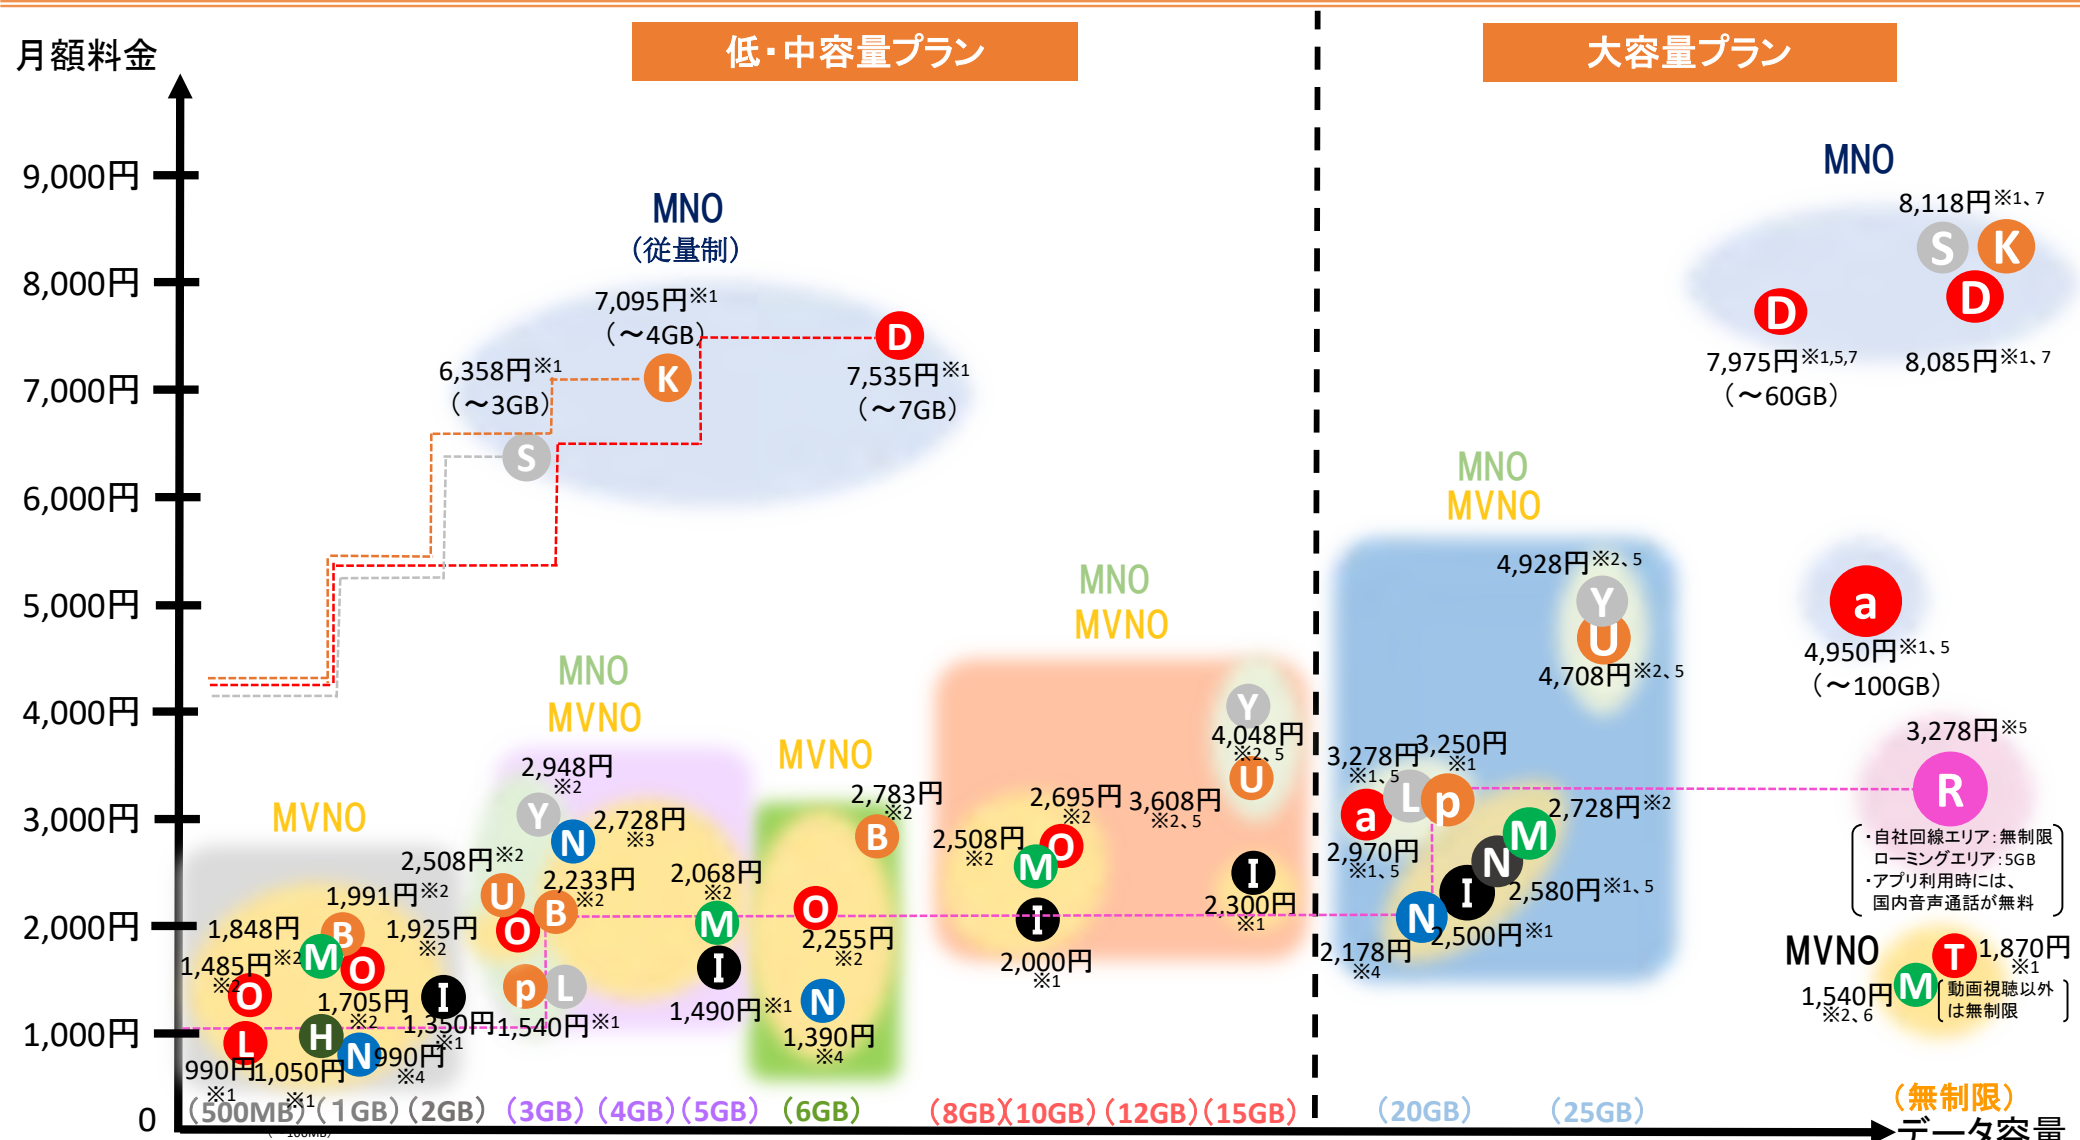 低・中容量プラン
大容量プラン
月額料金
9,000円
8,000円
7,000円
6,000円
5,000円
4,000円
3,000円
2,000円
1,000円
0
MNO
(従量制)
7,095円※1
(～4GB)
K
6,358円※1
(～3GB)
S
D
7,535円※1
(～7GB)
MNO
8,118円※1、7
S
K
D
D
7,975円※1,5,7
(～60GB)
8,085円※1、7
MVNO
1,991円※2
1,848円
※2
B
M
O
1,485円
※2
O
1,705円
※2
L
990円
※1
H
1,050円
※1
N
990円
※4
I
1,350円
※1
MNO
MVNO
2,948円
※2
Y
N
2,728円
※3
2,508円※2
U
2,233円
※2
B
1,925円
※2
O
p
L
1,540円※1
2,068円
※2
M
I
1,490円※1
MVNO
2,783円
※2
B
O
2,255円
※2
N
1,390円
※4
MNO
MVNO
2,695円
※2
O
2,508円
※2
M
I
2,000円
※1
Y
4,048円
※2、5
U
3,608円
※2、5
I
2,300円
※1
MNO
MVNO
4,928円※2、5
Y
U
4,708円※2、5
3,278円
※1、5
3,250円
※1
L
p
a
2,970円
※1、5
M
2,728円※2
N
2,580円※1、5
I
2,500円※1
N
2,178円
※4
a
4,950円※1、5
(～100GB)
3,278円※5
R
・自社回線エリア：無制限
ローミングエリア：5GB
・アプリ利用時には、
国内音声通話が無料
MVNO
T
1,870円
※1
M
1,540円
※2、6
動画視聴以外
は無制限
(500MB)
(1GB)
(2GB)
(3GB)
(4GB)
(5GB)
(6GB)
(8GB)
(10GB)
(12GB)
(15GB)
(20GB)
(25GB)
(無制限)
データ容量